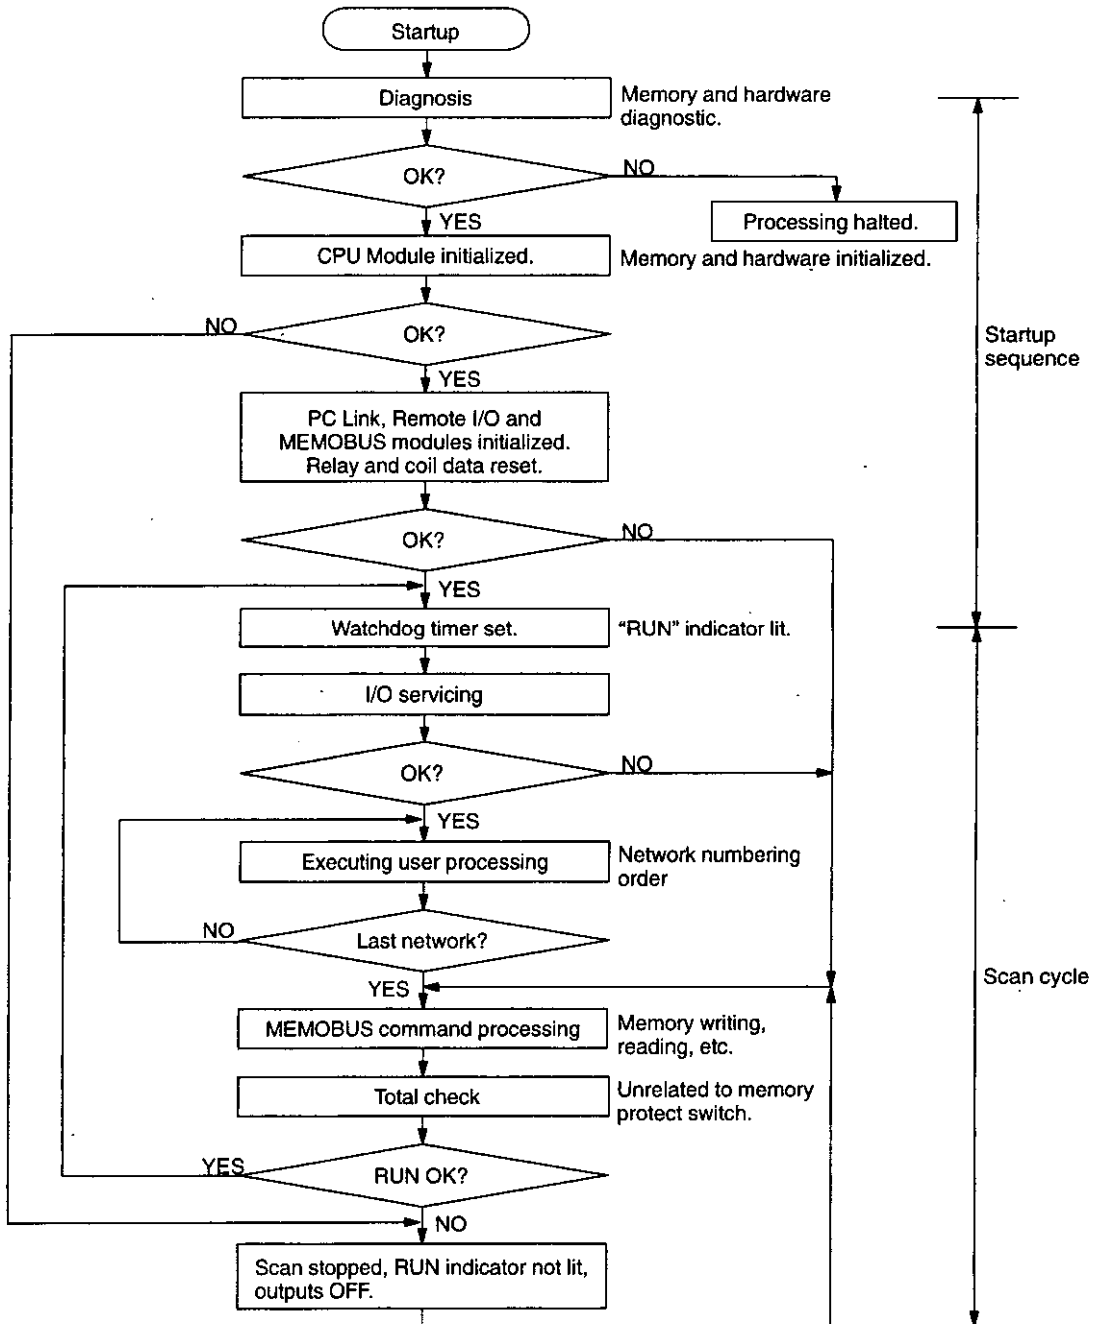 Startup
Diagnosis
Memory and hardware
diagnostic.
OK?
NO
Processing halted.
YES
CPU Module initialized.
Memory and hardware initialized.
NO
OK?
Startup
sequence
YES
PC Link, Remote I/O and
MEMOBUS modules initialized.
Relay and coil data reset.
OK?
NO
YES
Watchdog timer set.
“RUN” indicator lit.
I/O servicing
OK?
NO
YES
Executing user processing
Network numbering
order
NO
Last network?
YES
Scan cycle
MEMOBUS command processing
Memory writing,
reading, etc.
Total check
Unrelated to memory
protect switch.
YES
RUN OK?
NO
Scan stopped, RUN indicator not lit,
outputs OFF.